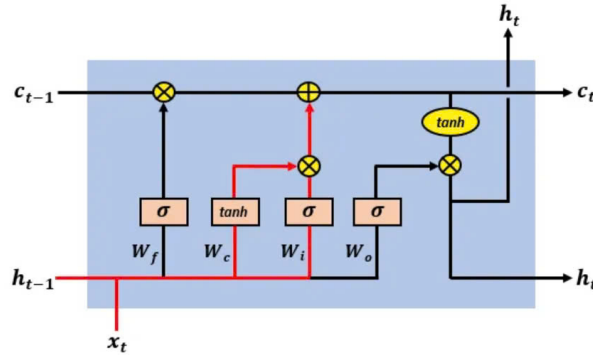 h_t
c_{t-1}
c_t
tanh
σ tanh σ σ
W_f W_c W_i W_o
h_{t-1}
h_t
x_t